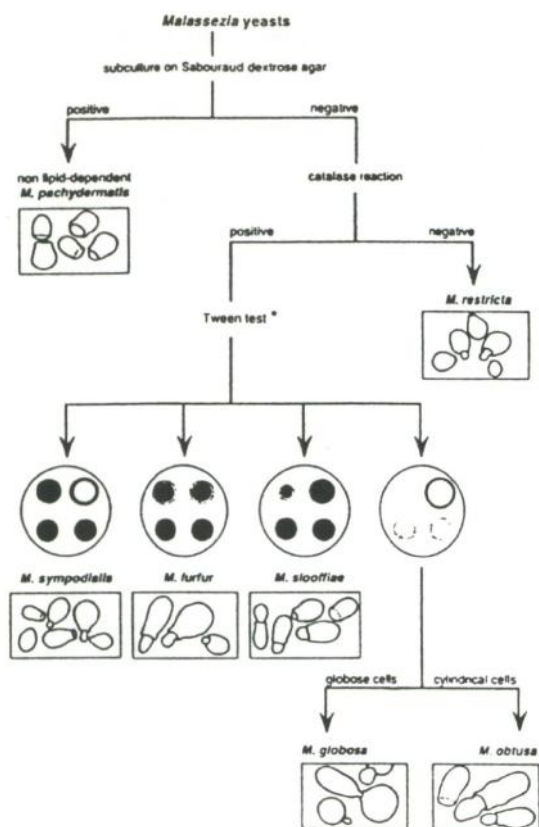 Malassezia yeasts
subculture on Sabouraud dextrose agar
positive
negative
non lipid-dependent
M. pachydermatis
catalase reaction
positive
negative
Tween test *
M. restricta
M. sympodialis
M. furfur
M. slooffiae
globose cells
cylindrical cells
M. globosa
M. obtusa